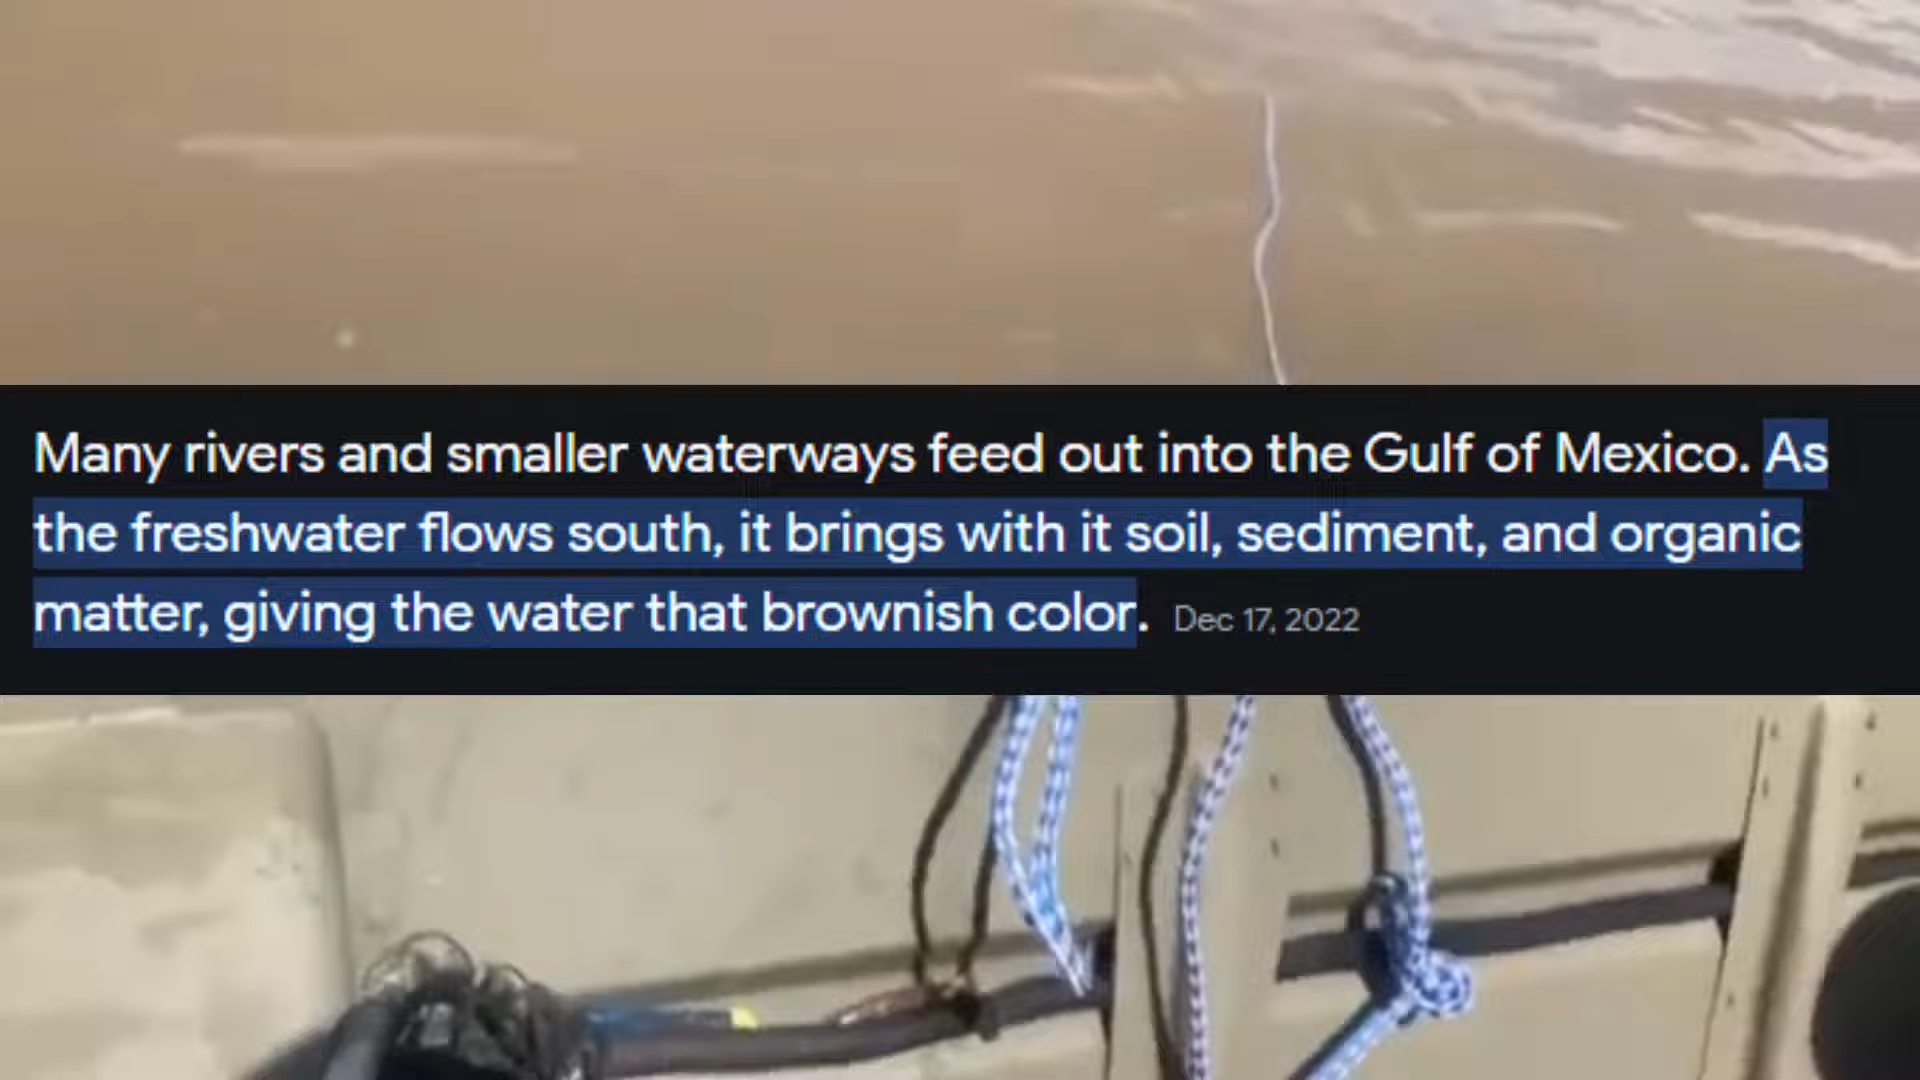 Many rivers and smaller waterways feed out into the Gulf of Mexico. As
the freshwater flows south, it brings with it soil, sediment, and organic
matter, giving the water that brownish color. Dec 17, 2022